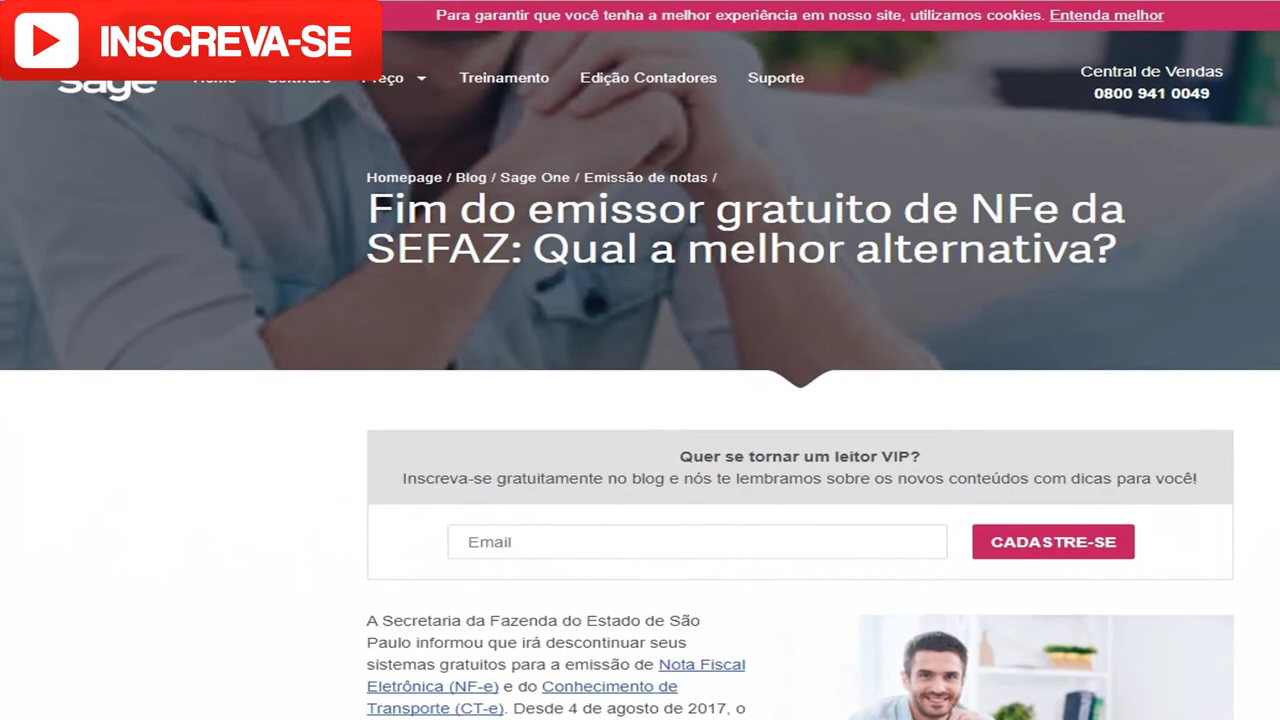 Para garantir que você tenha a melhor experiência em nosso site, utilizamos cookies. Entenda melhor
INSCREVA-SE
sage Home Software Preço Treinamento Edição Contadores Suporte
Central de Vendas
0800 941 0049
Homepage / Blog / Sage One / Emissão de notas /
Fim do emissor gratuito de NFe da
SEFAZ: Qual a melhor alternativa?
Quer se tornar um leitor VIP?
Inscreva-se gratuitamente no blog e nós te lembramos sobre os novos conteúdos com dicas para você!
Email
CADASTRE-SE
A Secretaria da Fazenda do Estado de São
Paulo informou que irá descontinuar seus
sistemas gratuitos para a emissão de Nota Fiscal
Eletrônica (NF-e) e do Conhecimento de
Transporte (CT-e). Desde 4 de agosto de 2017, o